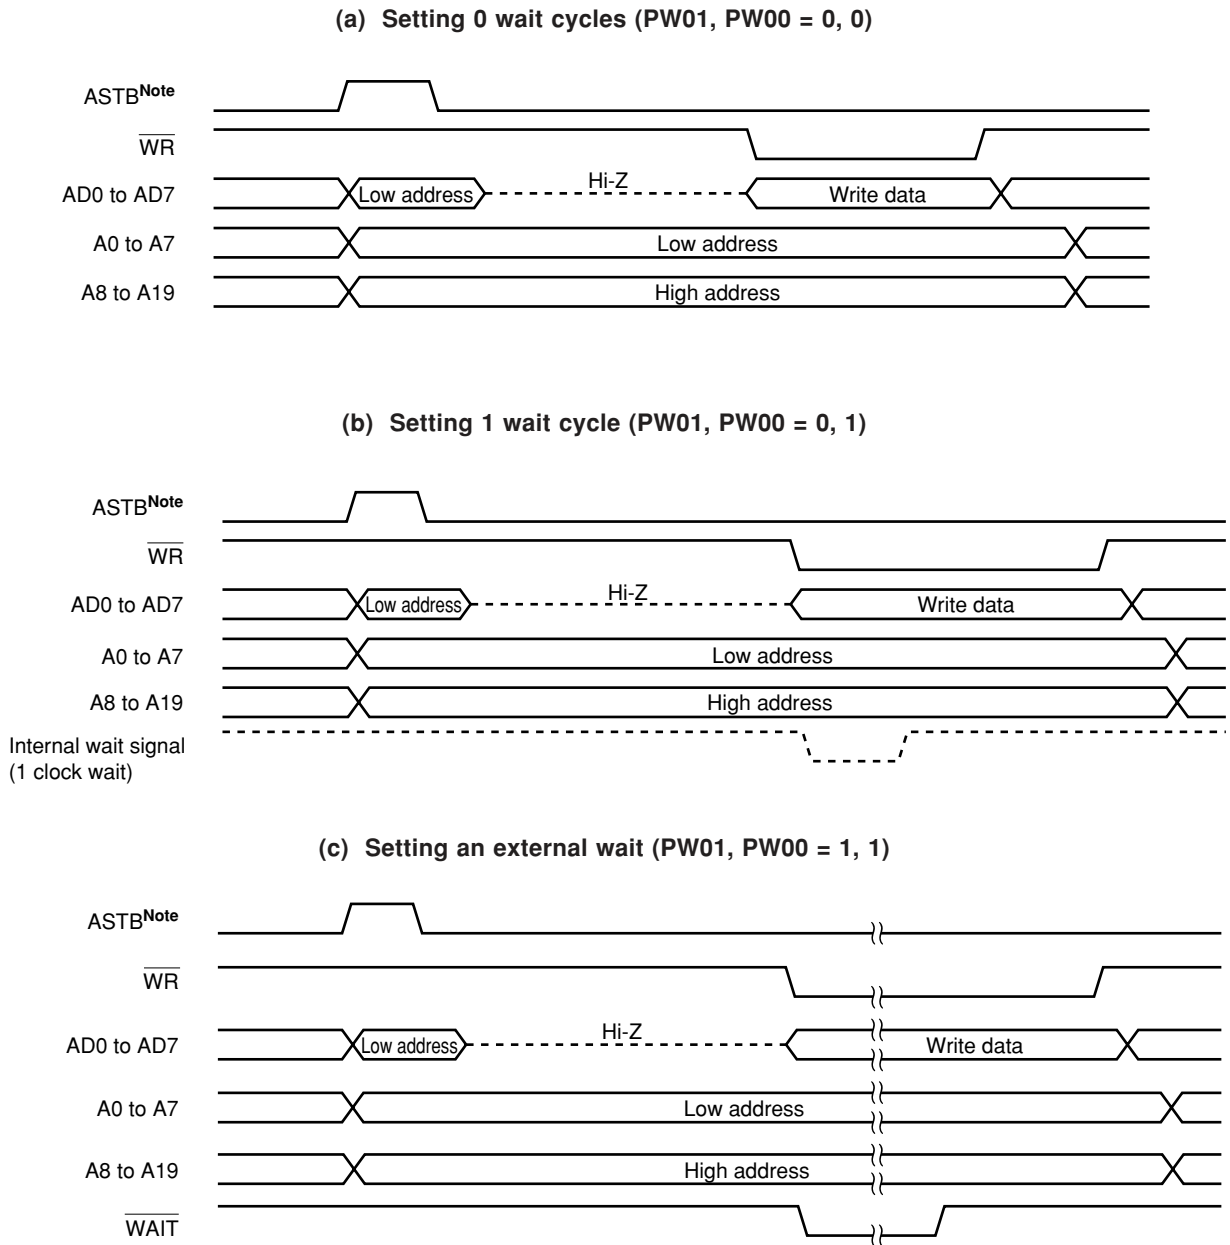 (a) Setting 0 wait cycles (PW01, PW00 = 0, 0)
ASTBNote
WR
AD0 to AD7 Low address Hi-Z Write data
A0 to A7 Low address
A8 to A19 High address
(b) Setting 1 wait cycle (PW01, PW00 = 0, 1)
ASTBNote
WR
AD0 to AD7 Low address Hi-Z Write data
A0 to A7 Low address
A8 to A19 High address
Internal wait signal
(1 clock wait)
(c) Setting an external wait (PW01, PW00 = 1, 1)
ASTBNote
WR
AD0 to AD7 Low address Hi-Z Write data
A0 to A7 Low address
A8 to A19 High address
WAIT